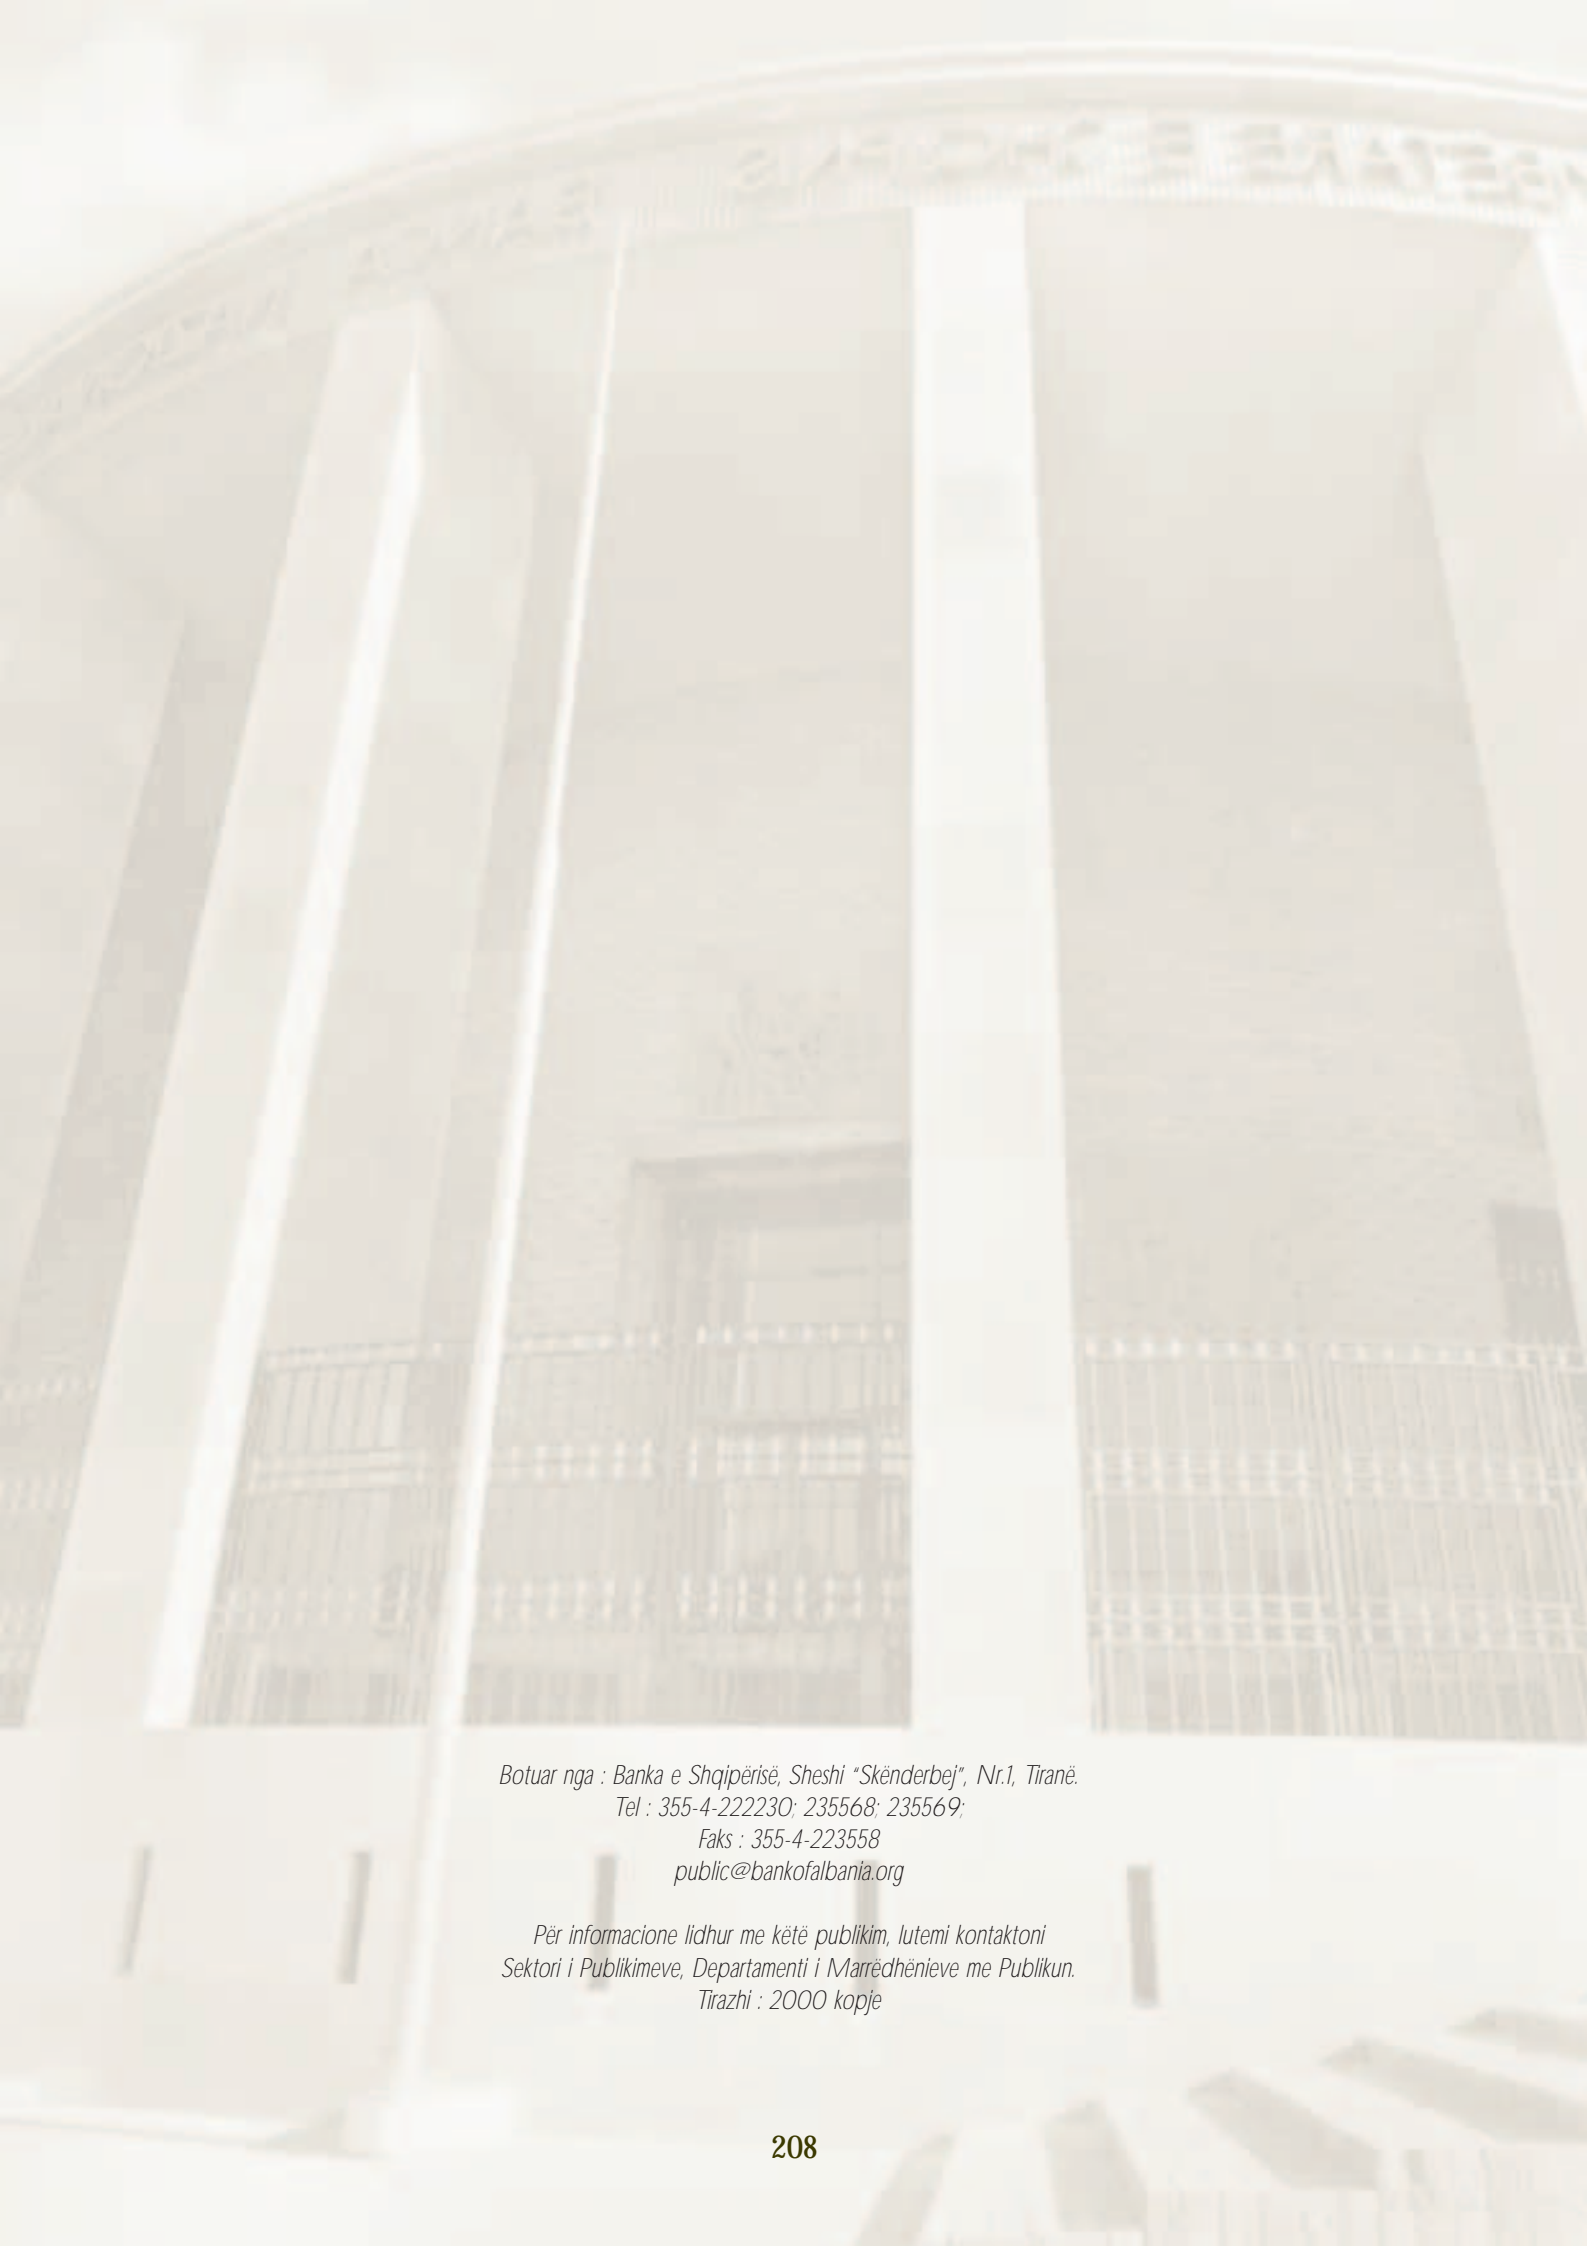 Botuar nga : Banka e Shqipërisë, Sheshi “Skënderbej”, Nr.1, Tiranë.
Tel : 355-4-222230; 235568; 235569;
Faks : 355-4-223558
public@bankofalbania.org
Për informacione lidhur me këtë publikim, lutemi kontaktoni
Sektori i Publikimeve, Departamenti i Marrëdhënieve me Publikun.
Tirazhi : 2000 kopje
208